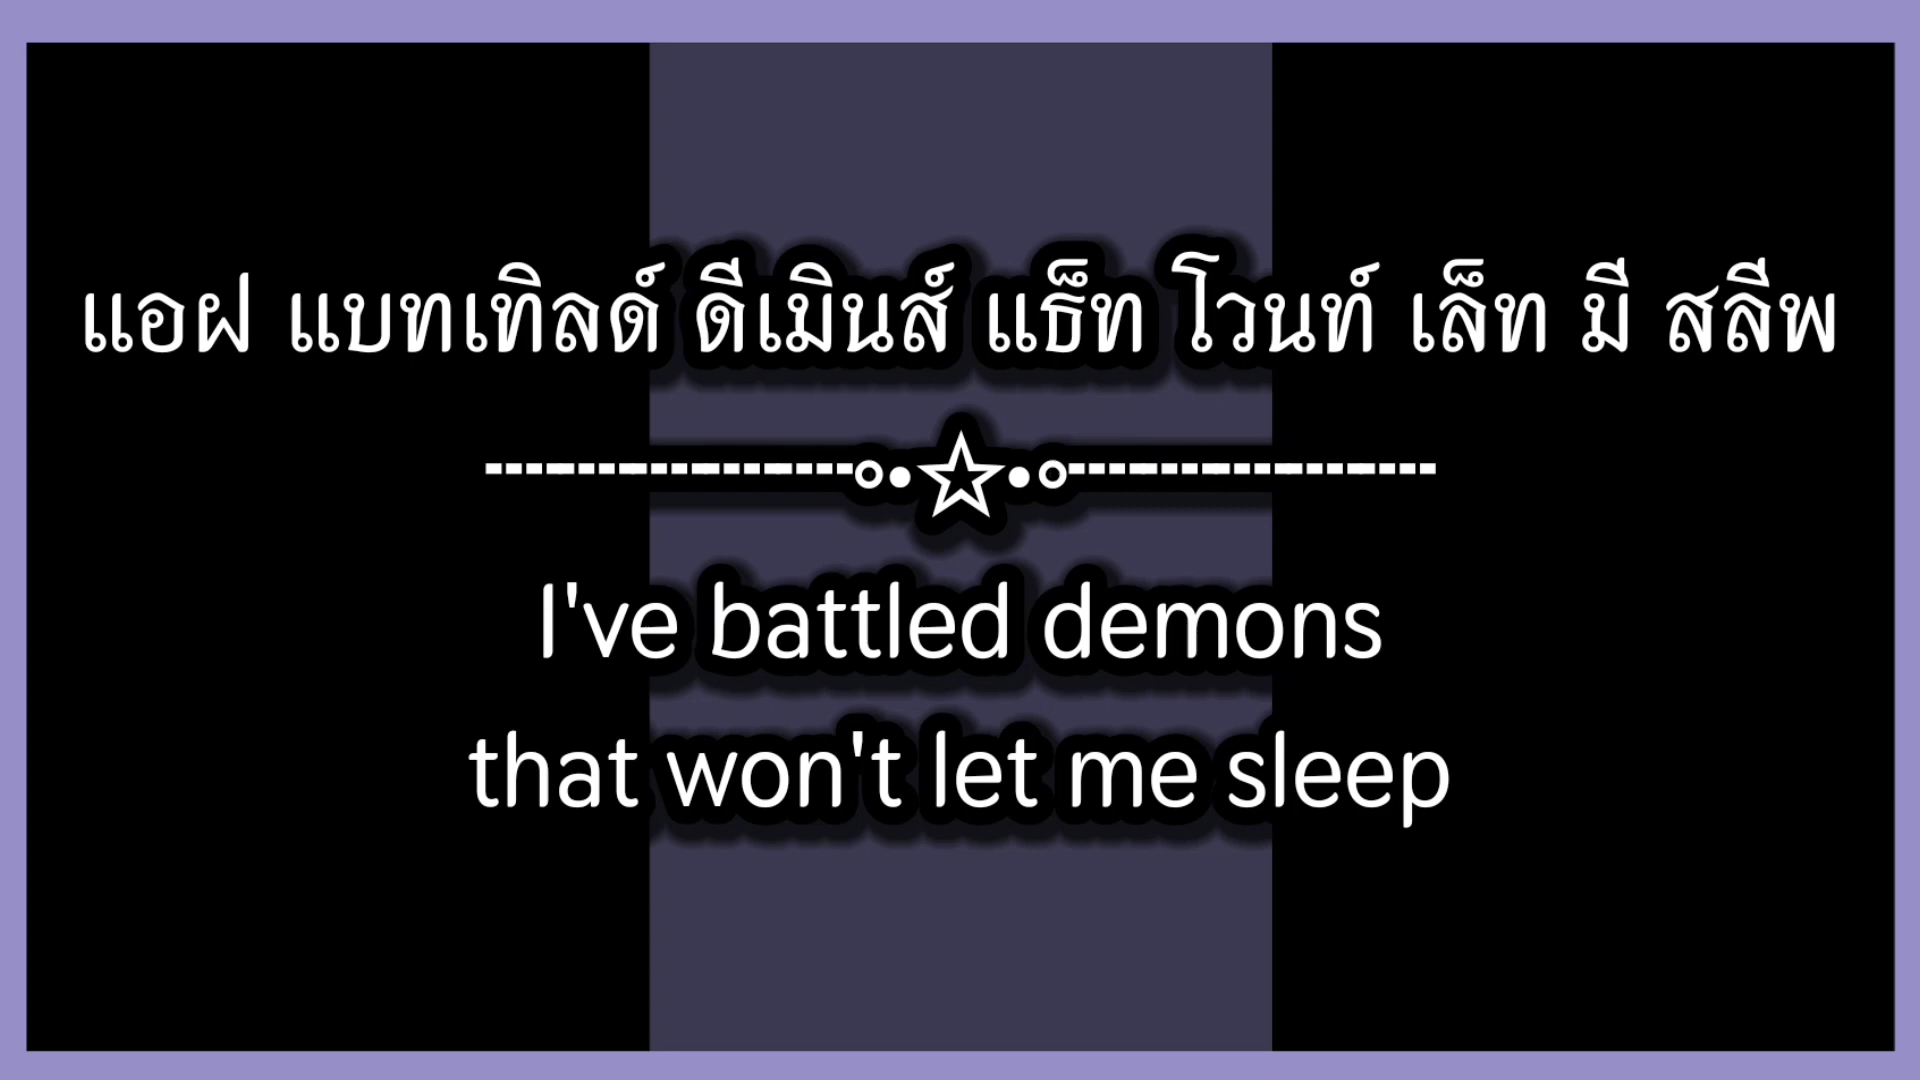 แอฝ แบทเทิลด์ ดีเมินส์ แธ็ท โวนท์ เล็ท มี สลีพ
┅┅┅┅┅┅┅┅◦•☆•◦┅┅┅┅┅┅┅┅
I've battled demons
that won't let me sleep